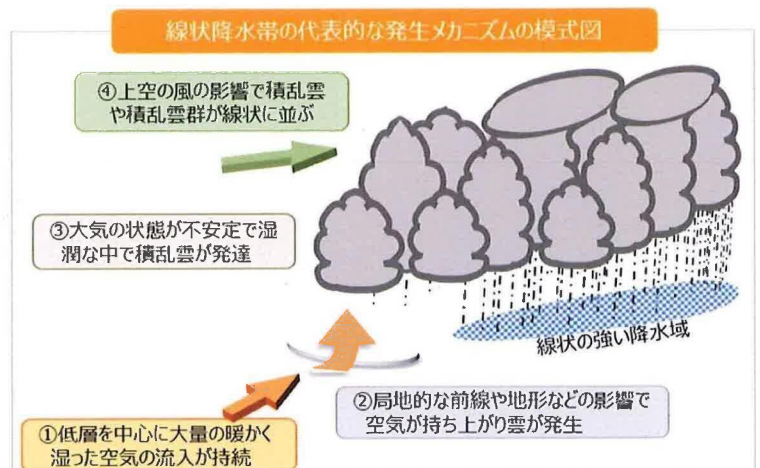 線状降水帯の代表的な発生メカニズムの模式図
④上空の風の影響で積乱雲
や積乱雲群が線状に並ぶ
③大気の状態が不安定で湿
潤な中で積乱雲が発達
線状の強い降水域
②局地的な前線や地形などの影響で
空気が持ち上がり雲が発生
①低層を中心に大量の暖かく
湿った空気の流入が持続